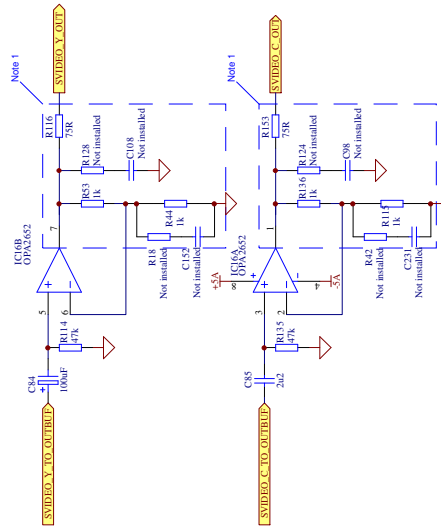 SVIDEO_Y_TO_OUTBUF
C84
100uF
+
R114
47k
5
6
+
−
IC16B
OPA2652
7
R53
1k
R128
Not installed
C108
Not installed
R116
75R
R44
1k
R18
Not installed
C152
Not installed
Note 1
SVIDEO_Y_OUT
SVIDEO_C_TO_OUTBUF
C85
2u2
R135
47k
3
2
+
−
IC16A
OPA2652
+5A
8
+
4
−
-5A
1
R136
1k
R124
Not installed
C98
Not installed
R153
75R
R115
1k
R42
Not installed
C231
Not installed
Note 1
SVIDEO_C_OUT